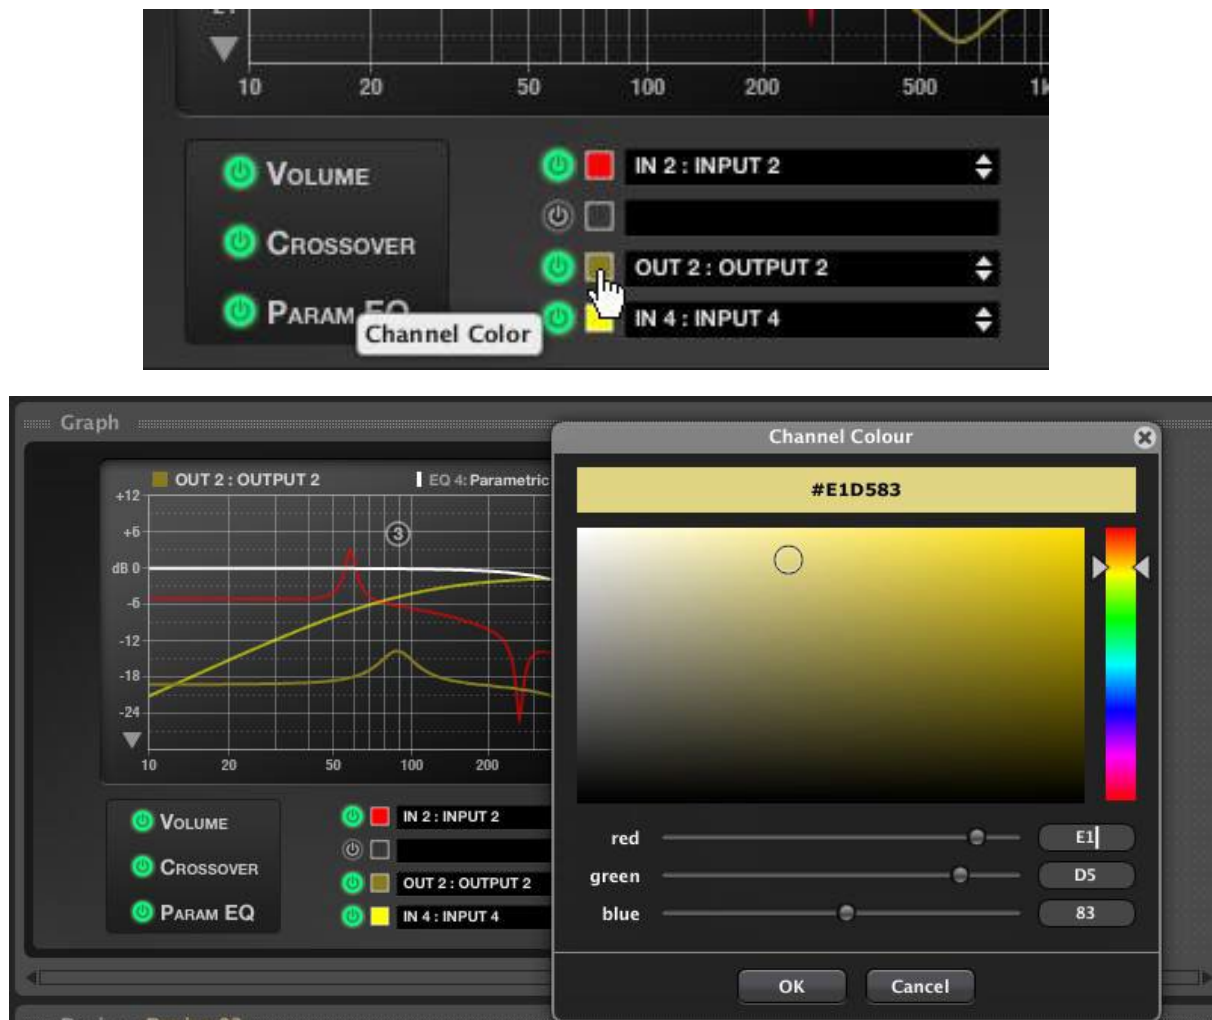 10 20 50 100 200 500 1k
VOLUME
CROSSOVER
PARAM EQ
IN 2 : INPUT 2
OUT 2 : OUTPUT 2
IN 4 : INPUT 4
Channel Color
Graph
OUT 2 : OUTPUT 2
EQ 4: Parametric
+12
+6
dB 0
-6
-12
-18
-24
3
10 20 50 100 200
VOLUME
CROSSOVER
PARAM EQ
IN 2 : INPUT 2
OUT 2 : OUTPUT 2
IN 4 : INPUT 4
Channel Colour
#E1D583
red E1
green D5
blue 83
OK Cancel